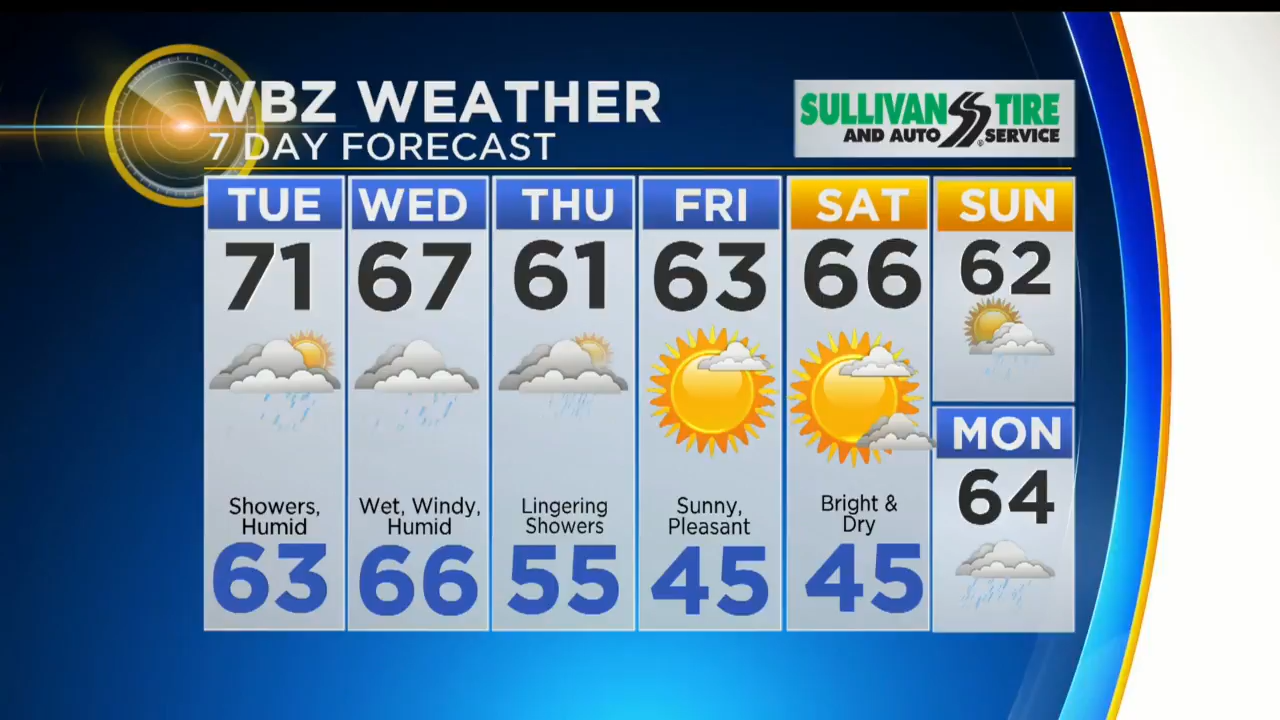 WBZ WEATHER
7 DAY FORECAST
SULLIVAN TIRE
AND AUTO SERVICE
TUE
71
Showers,
Humid
63
WED
67
Wet, Windy,
Humid
66
THU
61
Lingering
Showers
55
FRI
63
Sunny,
Pleasant
45
SAT
66
Bright &
Dry
45
SUN
62
MON
64